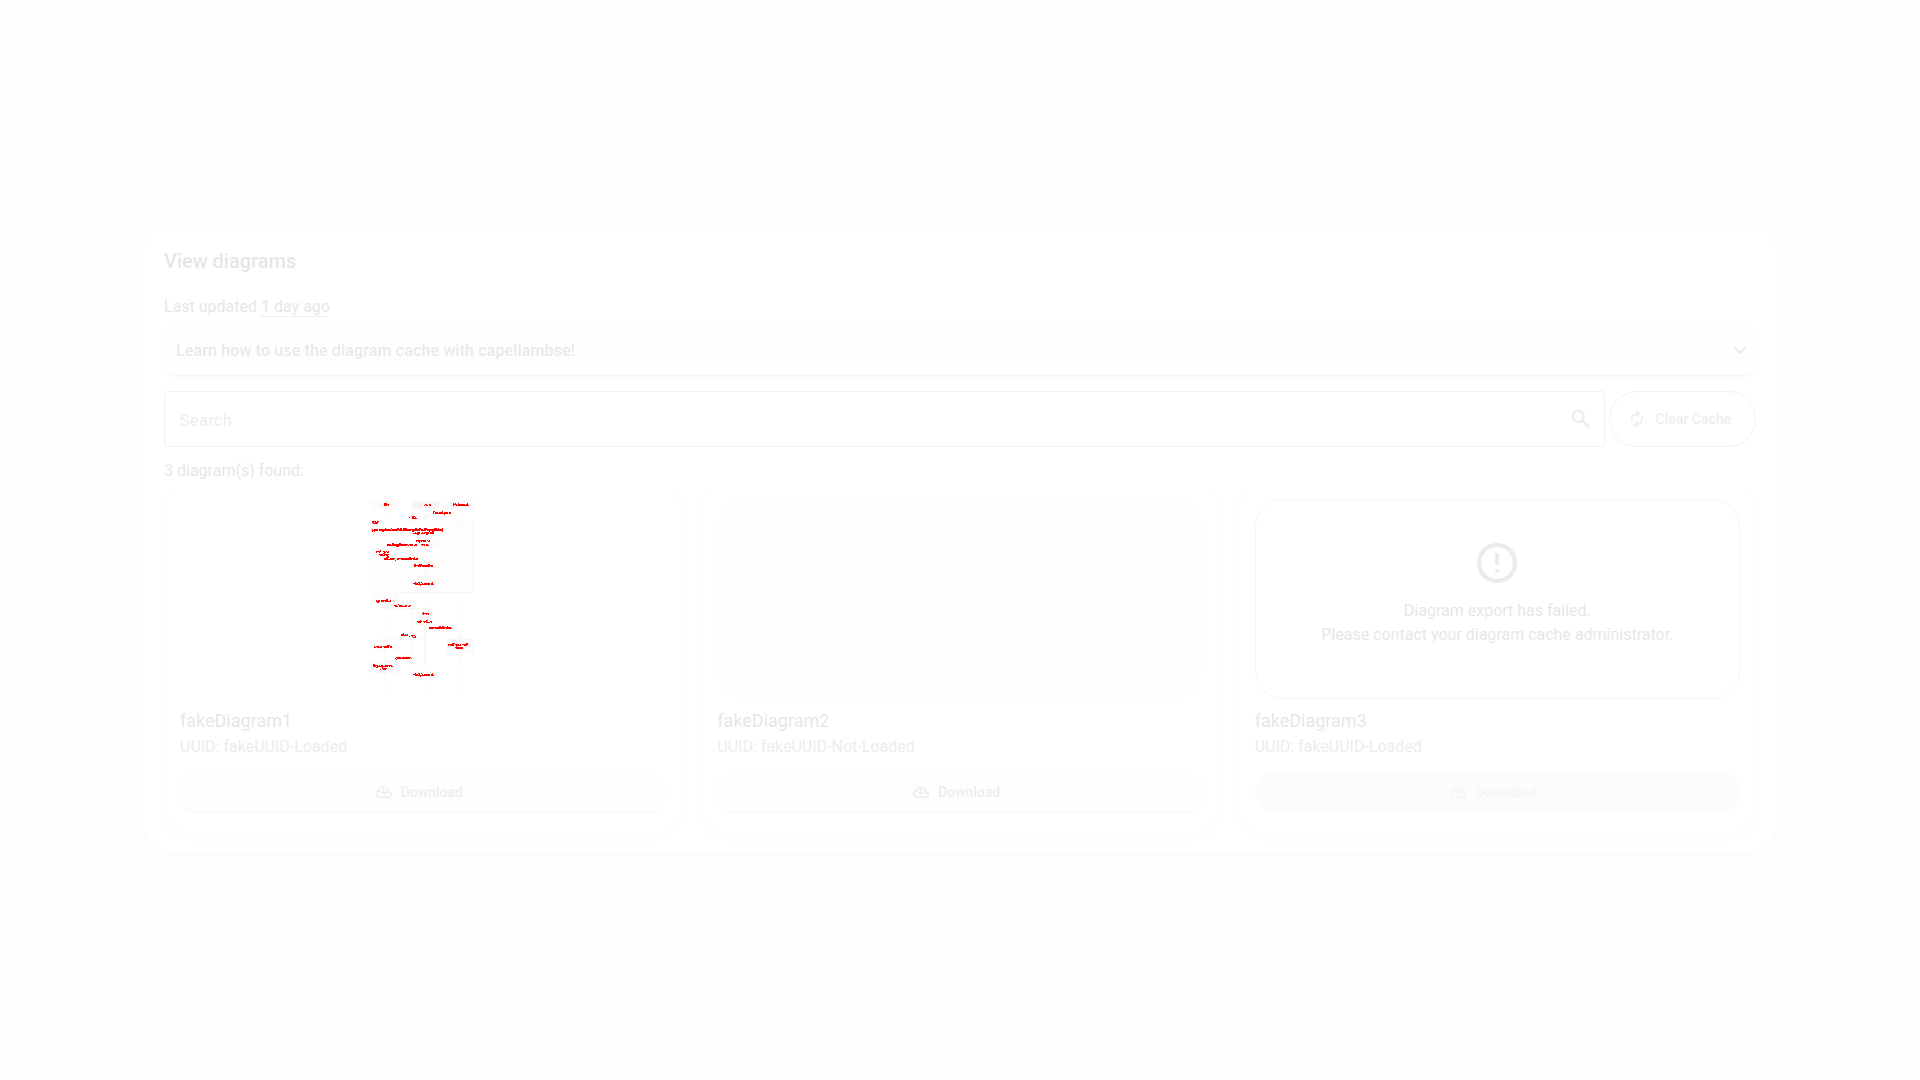 View diagrams
Last updated 1 day ago
Learn how to use the diagram cache with capellambse!
Search
Clear Cache
3 diagram(s) found:
Diagram export has failed.
Please contact your diagram cache administrator.
fakeDiagram1
UUID: fakeUUID-Loaded
Download
fakeDiagram2
UUID: fakeUUID-Not-Loaded
Download
fakeDiagram3
UUID: fakeUUID-Loaded
Download